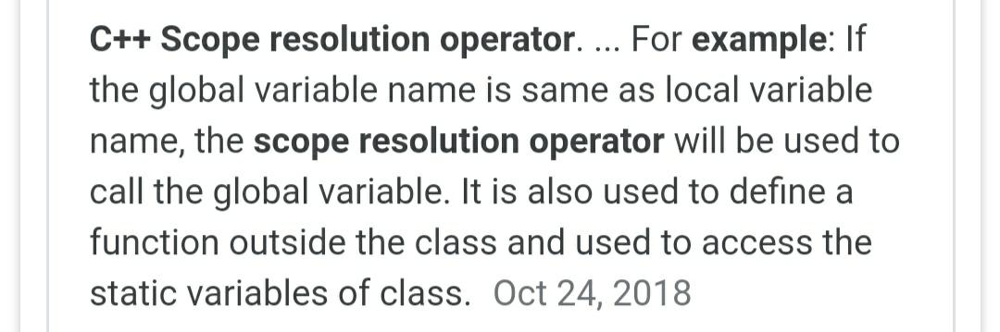 C++ Scope resolution operator. ... For example: If
the global variable name is same as local variable
name, the scope resolution operator will be used to
call the global variable. It is also used to define a
function outside the class and used to access the
static variables of class. Oct 24, 2018